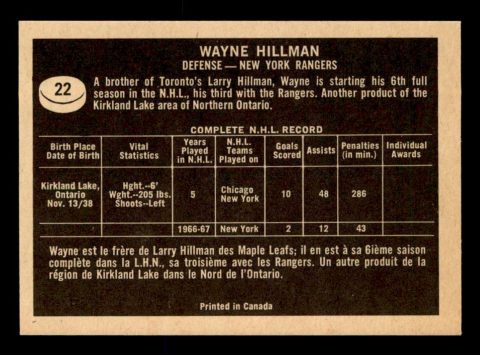 WAYNE HILLMAN
DEFENSE — NEW YORK RANGERS
22
A brother of Toronto's Larry Hillman, Wayne is starting his 6th full
season in the N.H.L., his third with the Rangers. Another product of the
Kirkland Lake area of Northern Ontario.
COMPLETE N.H.L. RECORD
Birth Place Date of Birth | Vital Statistics | Years Played in N.H.L. | N.H.L. Teams Played on | Goals Scored | Assists | Penalties (in min.) | Individual Awards
Kirkland Lake, Ontario Nov. 13/38 | Hght.--6' Wght.--205 lbs. Shoots--Left | 5 | Chicago New York | 10 | 48 | 286
1966-67 | New York | 2 | 12 | 43
Wayne est le frère de Larry Hillman des Maple Leafs; il en est à sa 6ième saison
complète dans la L.H.N., sa troisième avec les Rangers. Un autre produit de la
région de Kirkland Lake dans le Nord de l'Ontario.
Printed in Canada